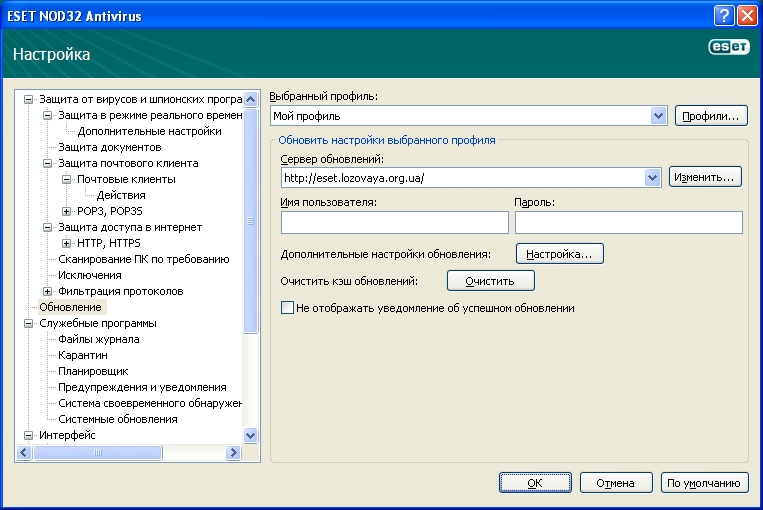 ESET NOD32 Antivirus
Настройка
eset
Защита от вирусов и шпионских програ
Защита в режиме реального времен
Дополнительные настройки
Защита документов
Защита почтового клиента
Почтовые клиенты
Действия
POP3, POP3S
Защита доступа в интернет
HTTP, HTTPS
Сканирование ПК по требованию
Исключения
Фильтрация протоколов
Обновление
Служебные программы
Файлы журнала
Карантин
Планировщик
Предупреждения и уведомления
Система своевременного обнаружен
Системные обновления
Интерфейс
Выбранный профиль:
Мой профиль
Профили...
Обновить настройки выбранного профиля
Сервер обновлений:
http://eset.lozovaya.org.ua/
Изменить...
Имя пользователя:
Пароль:
Дополнительные настройки обновления:
Настройка...
Очистить кэш обновлений:
Очистить
Не отображать уведомление об успешном обновлении
OK
Отмена
По умолчанию